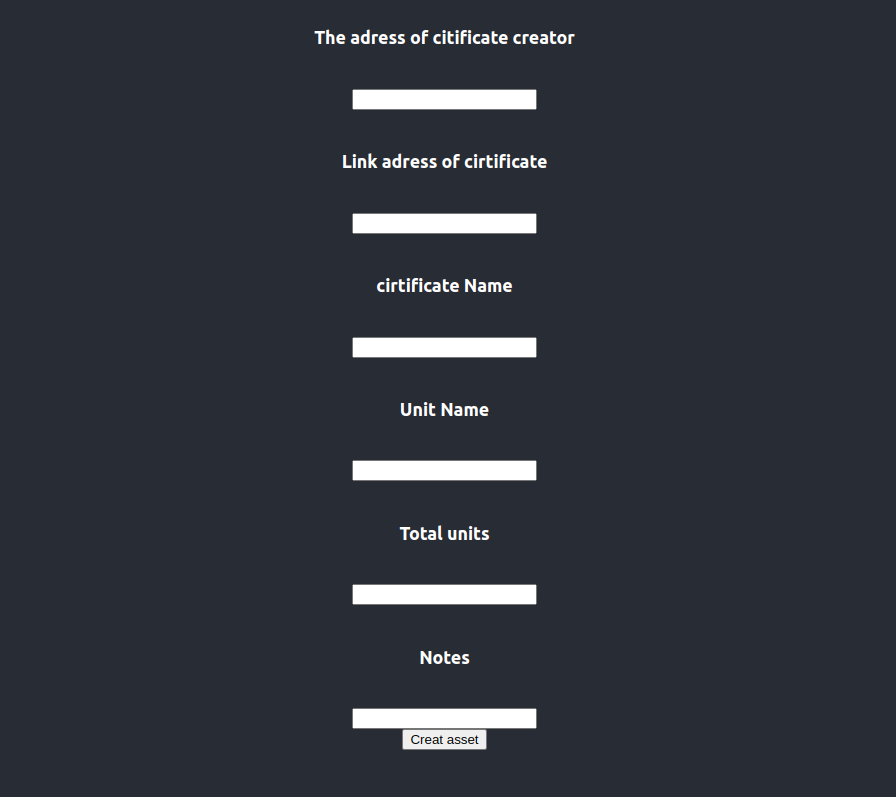 The adress of citificate creator
Link adress of cirtificate
cirtificate Name
Unit Name
Total units
Notes
Creat asset